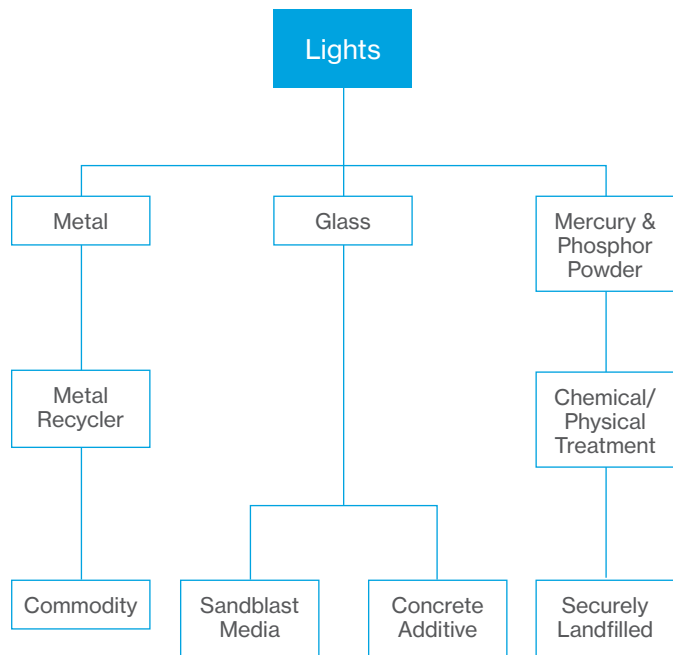 Lights
Metal
Glass
Mercury &
Phosphor
Powder
Metal
Recycler
Chemical/
Physical
Treatment
Commodity
Sandblast
Media
Concrete
Additive
Securely
Landfilled